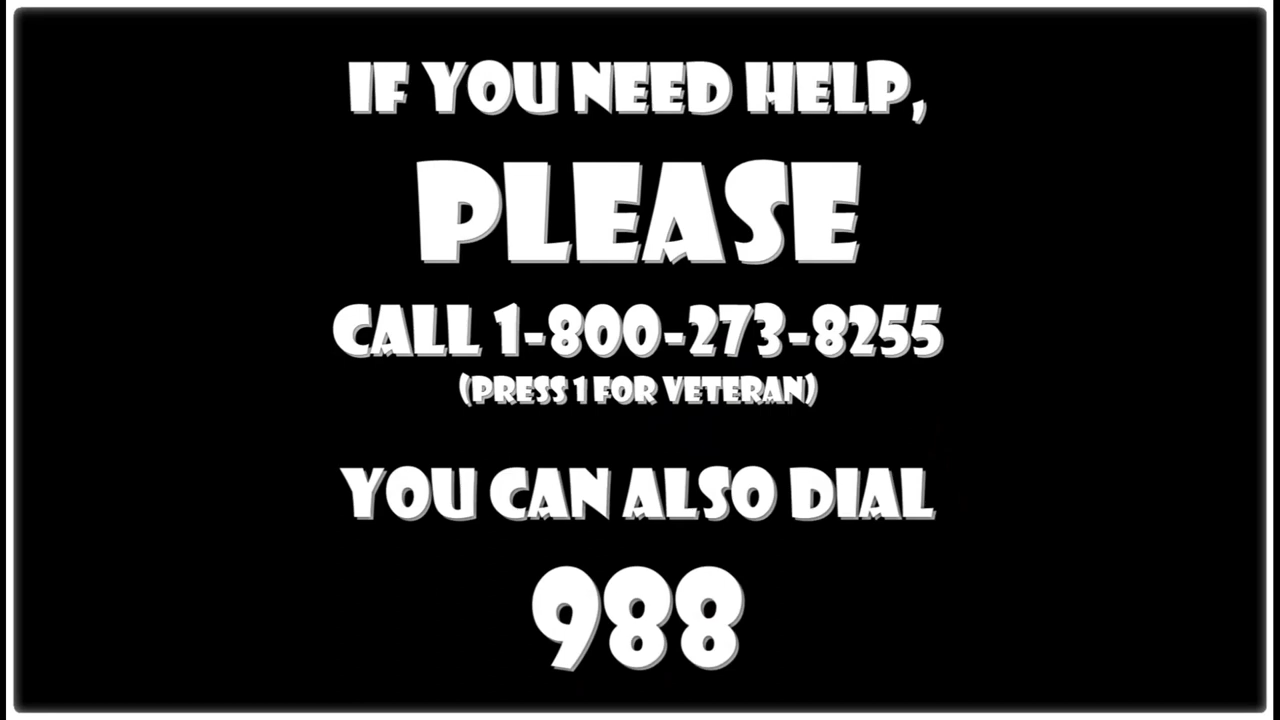 IF YOU NEED HELP,
PLEASE
CALL 1-800-273-8255
(PRESS 1 FOR VETERAN)
YOU CAN ALSO DIAL
988